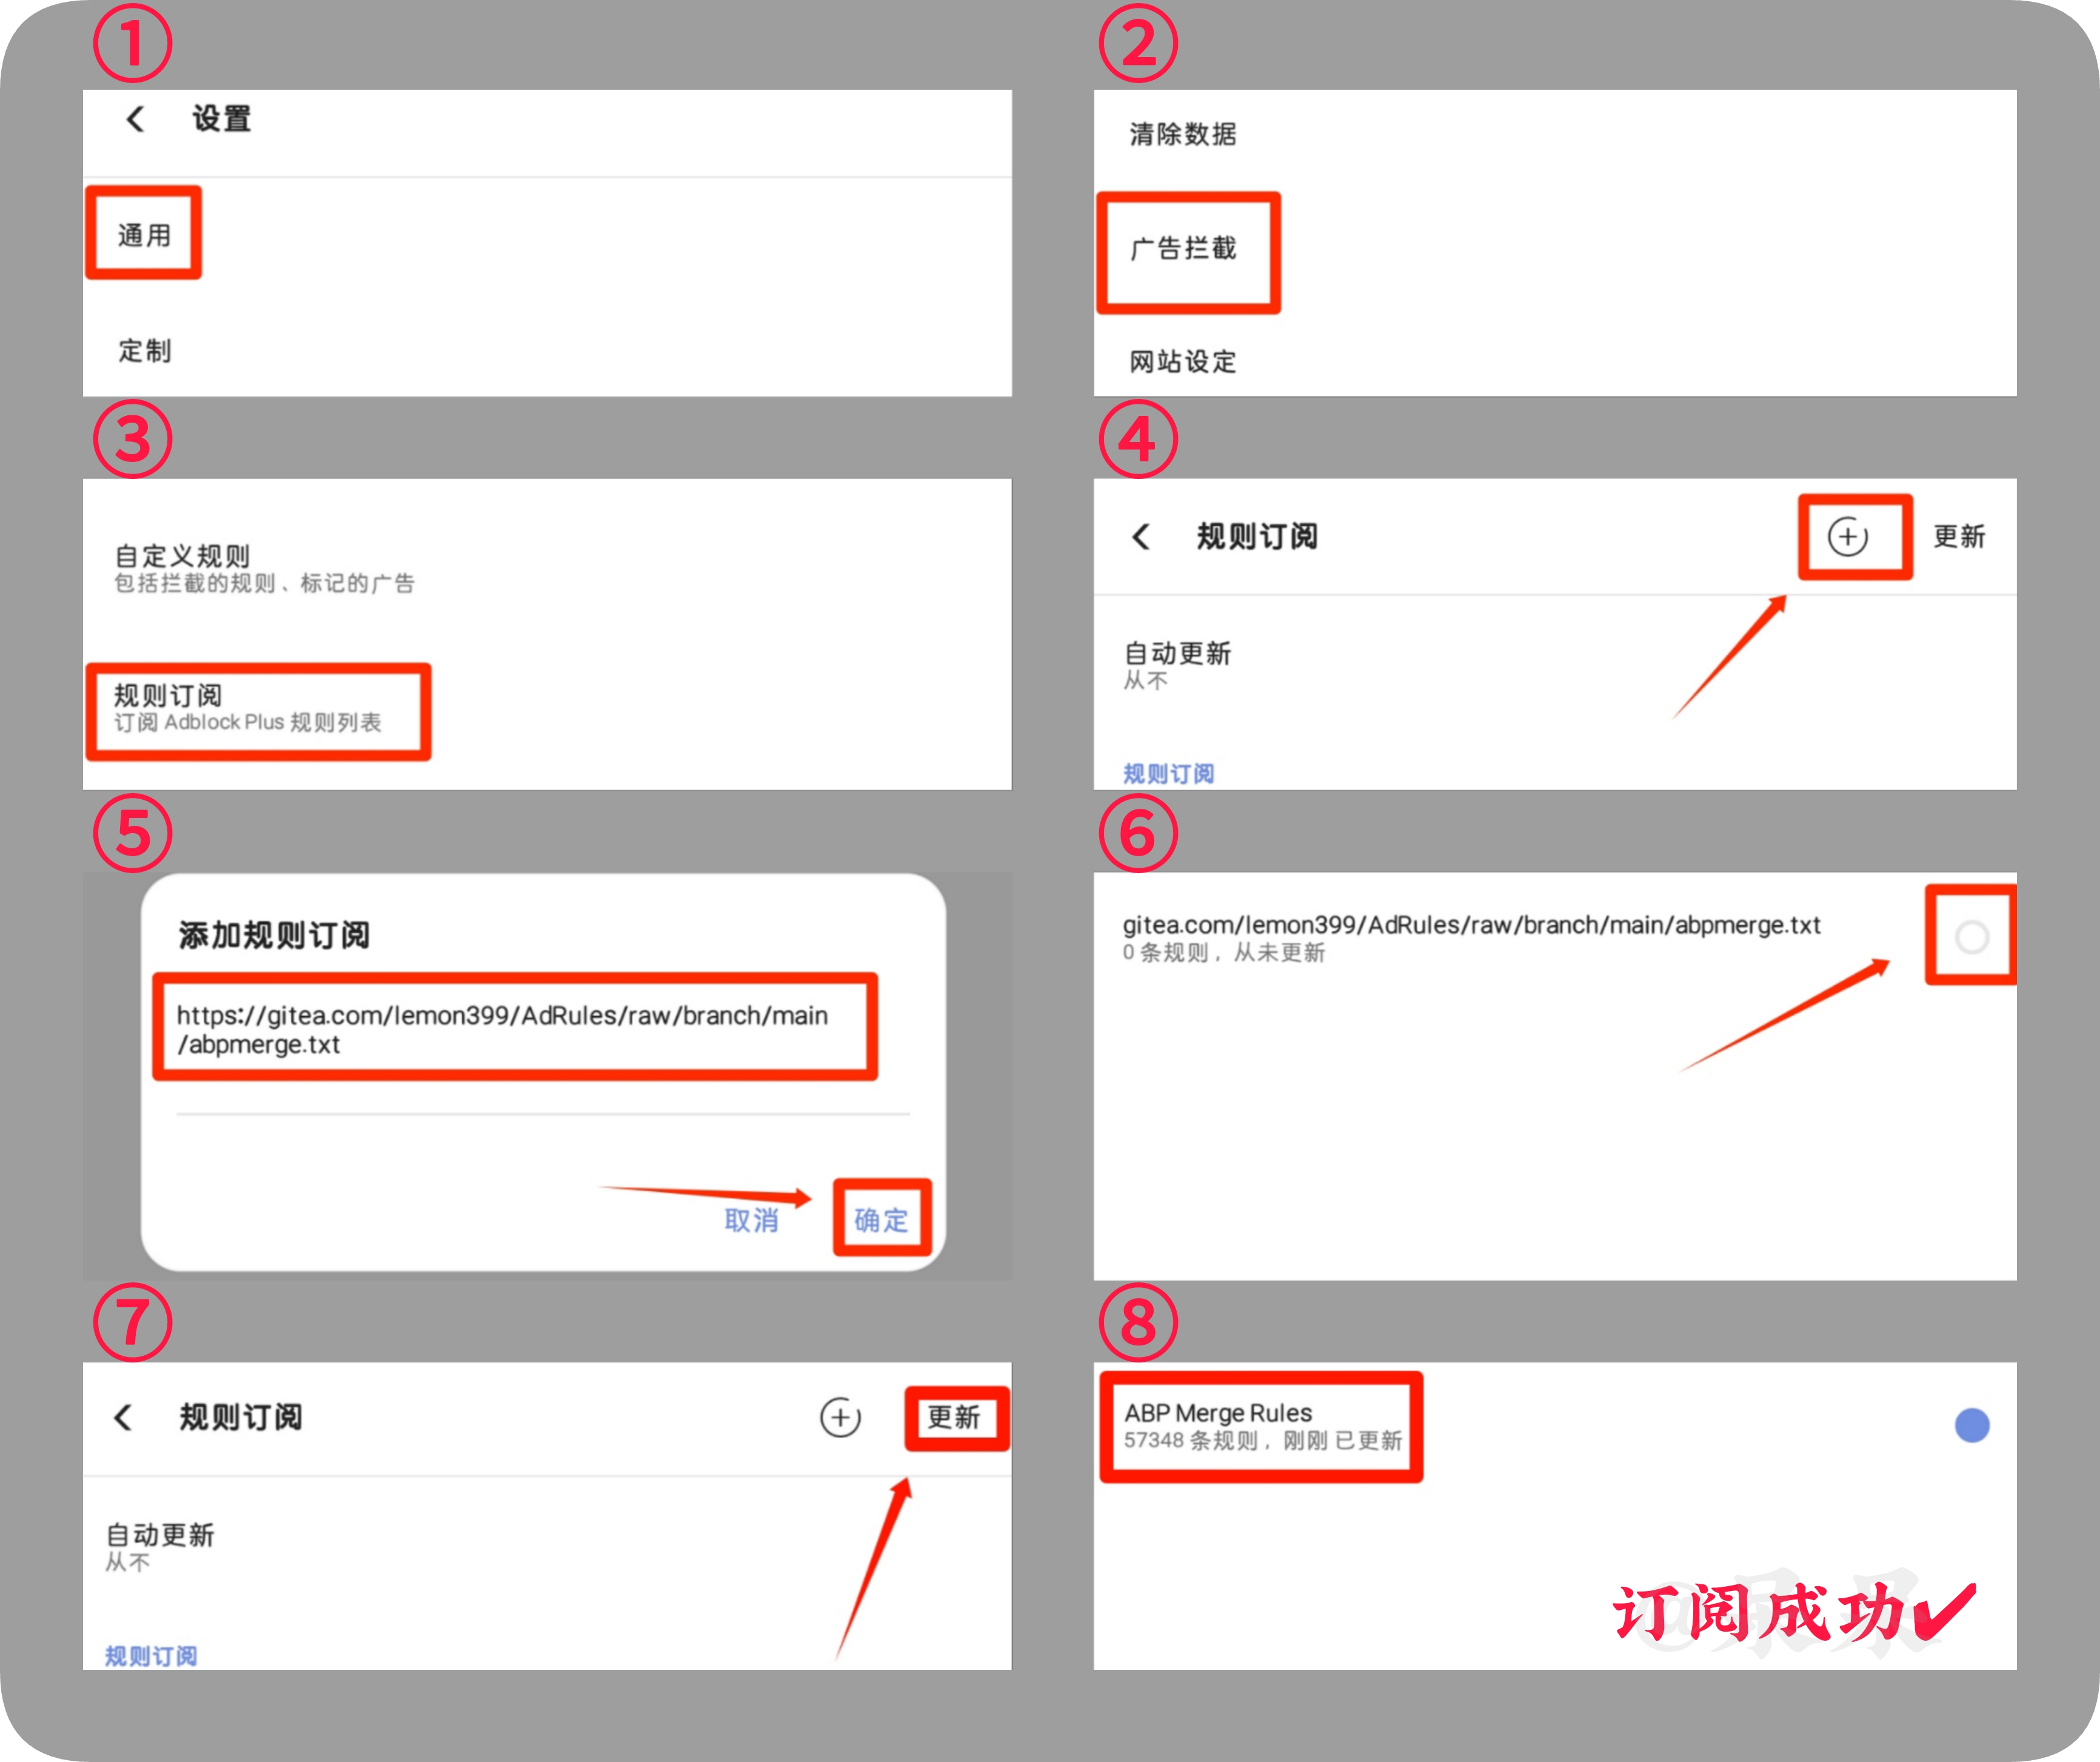 ①
设置
通用
定制
②
清除数据
广告拦截
网站设定
③
自定义规则
包括拦截的规则、标记的广告
规则订阅
订阅 Adblock Plus 规则列表
④
规则订阅
更新
自动更新
从不
规则订阅
⑤
添加规则订阅
https://gitea.com/lemon399/AdRules/raw/branch/main
/abpmerge.txt
取消
确定
⑥
gitea.com/lemon399/AdRules/raw/branch/main/abpmerge.txt
0 条规则，从未更新
⑦
规则订阅
更新
自动更新
从不
规则订阅
⑧
ABP Merge Rules
57348 条规则，刚刚 已更新
订阅成功✓